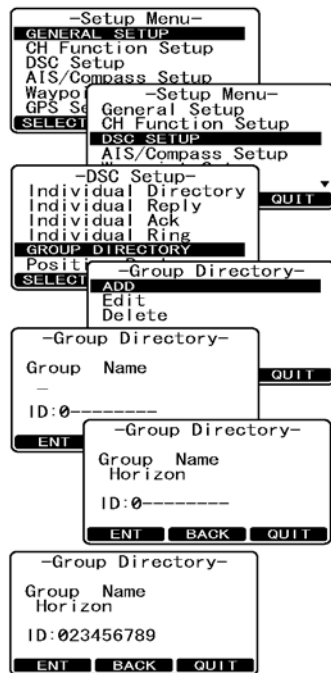 -Setup Menu-
GENERAL SETUP
CH Function Setup
DSC Setup
AIS/Compass Setup
GPS
SELECT
-Setup Menu-
General Setup
CH Function Setup
DSC SETUP
AIS/Compass Setup
QUIT
-DSC Setup-
Individual Directory
Individual Reply
Individual Ack
Individual Ring
GROUP DIRECTORY
SELECT
-Group Directory-
ADD
Edit
Delete
QUIT
-Group Directory-
Group Name
_
ID:0--------
ENT
-Group Directory-
Group Name
Horizon
ID:0--------
ENT BACK QUIT
-Group Directory-
Group Name
Horizon
ID:023456789
ENT BACK QUIT